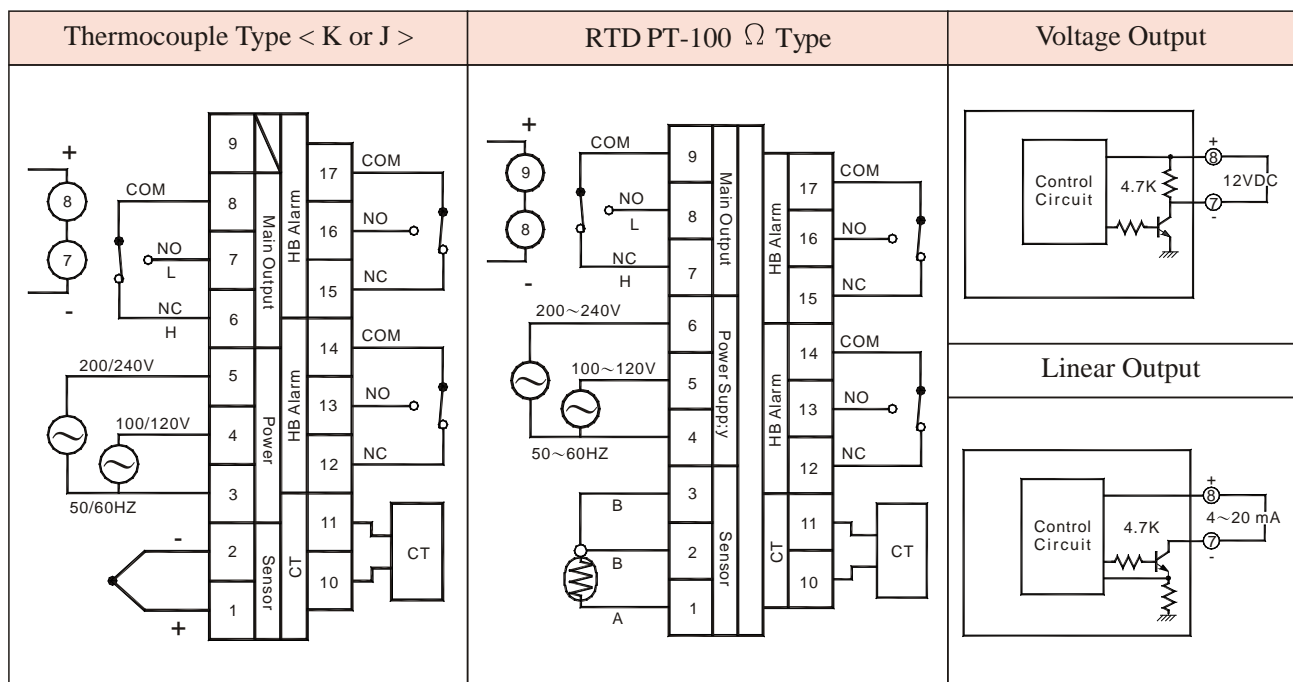 Thermocouple Type < K or J >
+
8
7
-
COM
NO
L
NC
H
200/240V
100/120V
50/60HZ
-
+
9
8
7
6
5
4
3
2
1
Main Output
Power
Sensor
HB Alarm
HB Alarm
CT
17
16
15
14
13
12
11
10
COM
NO
NC
COM
NO
NC
CT
RTD PT-100 Ω Type
+
9
8
-
COM
NO
L
NC
H
200~240V
100~120V
50~60HZ
B
B
A
9
8
7
6
5
4
3
2
1
Main Output
Power Supp;y
Sensor
HB Alarm
HB Alarm
CT
17
16
15
14
13
12
11
10
COM
NO
NC
COM
NO
NC
CT
Voltage Output
Control
Circuit
4.7K
+
8
12VDC
7
-
Linear Output
Control
Circuit
4.7K
+
8
4~20 mA
7
-